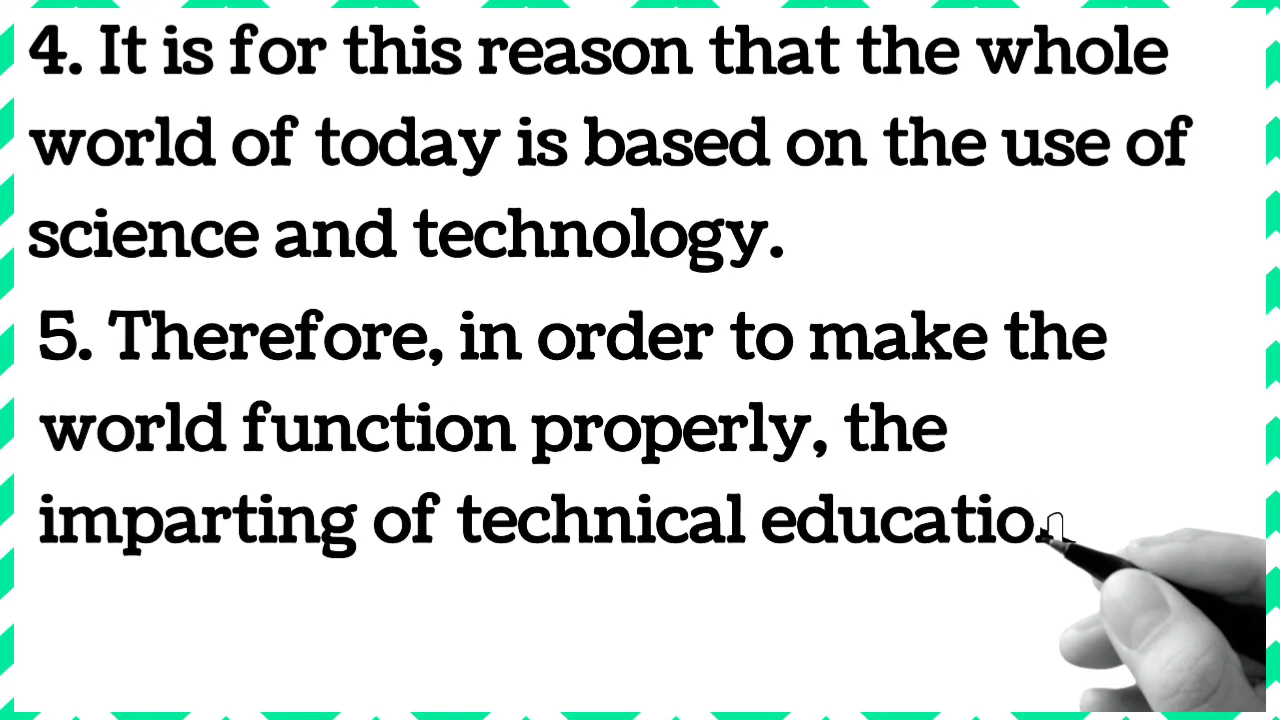 4. It is for this reason that the whole
world of today is based on the use of
science and technology.
5. Therefore, in order to make the
world function properly, the
imparting of technical education